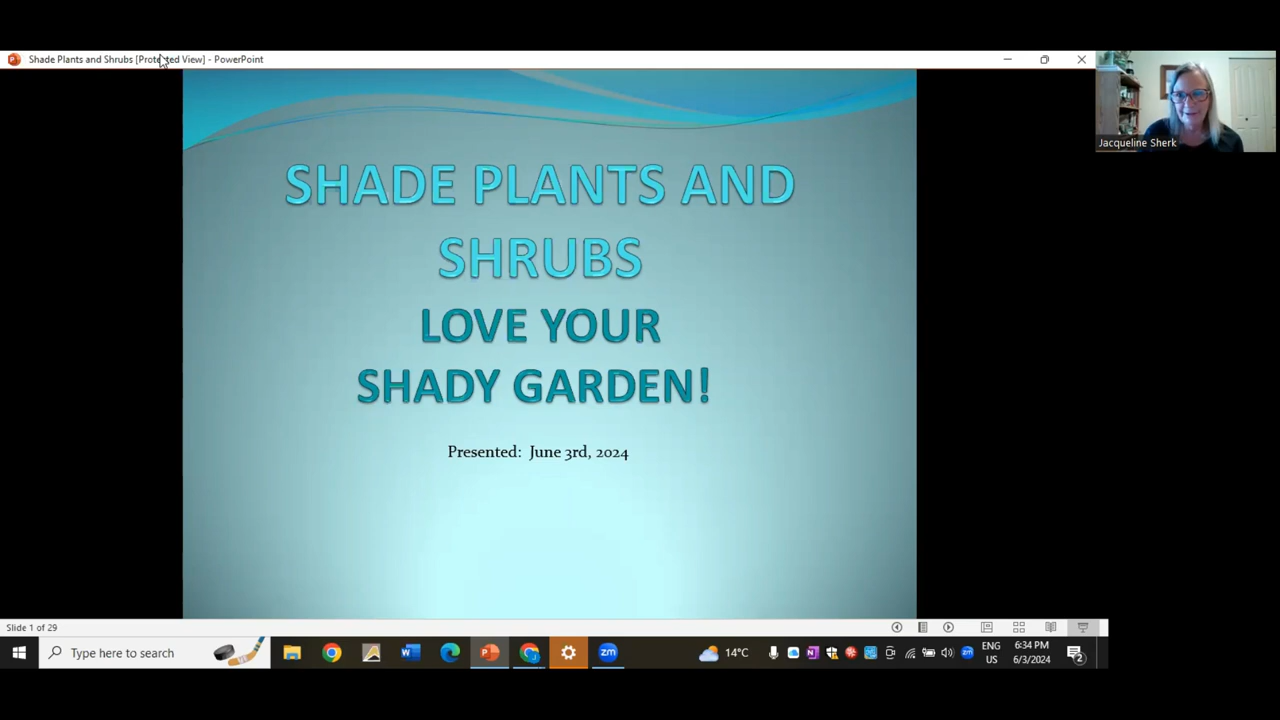 Shade Plants and Shrubs [Protected View] - PowerPoint
Jacqueline Sherk
SHADE PLANTS AND
SHRUBS
LOVE YOUR
SHADY GARDEN!
Presented: June 3rd, 2024
Slide 1 of 29
Type here to search
14°C
ENG
US
6:34 PM
6/3/2024
2